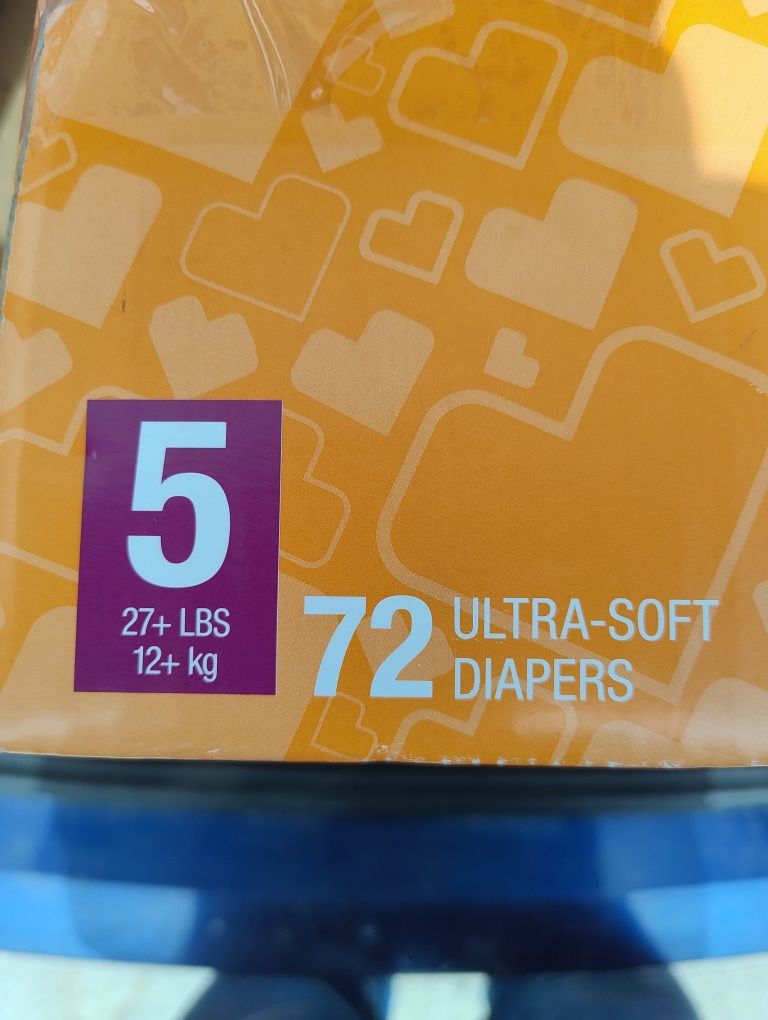 5
27+ LBS
12+ kg
72 ULTRA-SOFT
DIAPERS